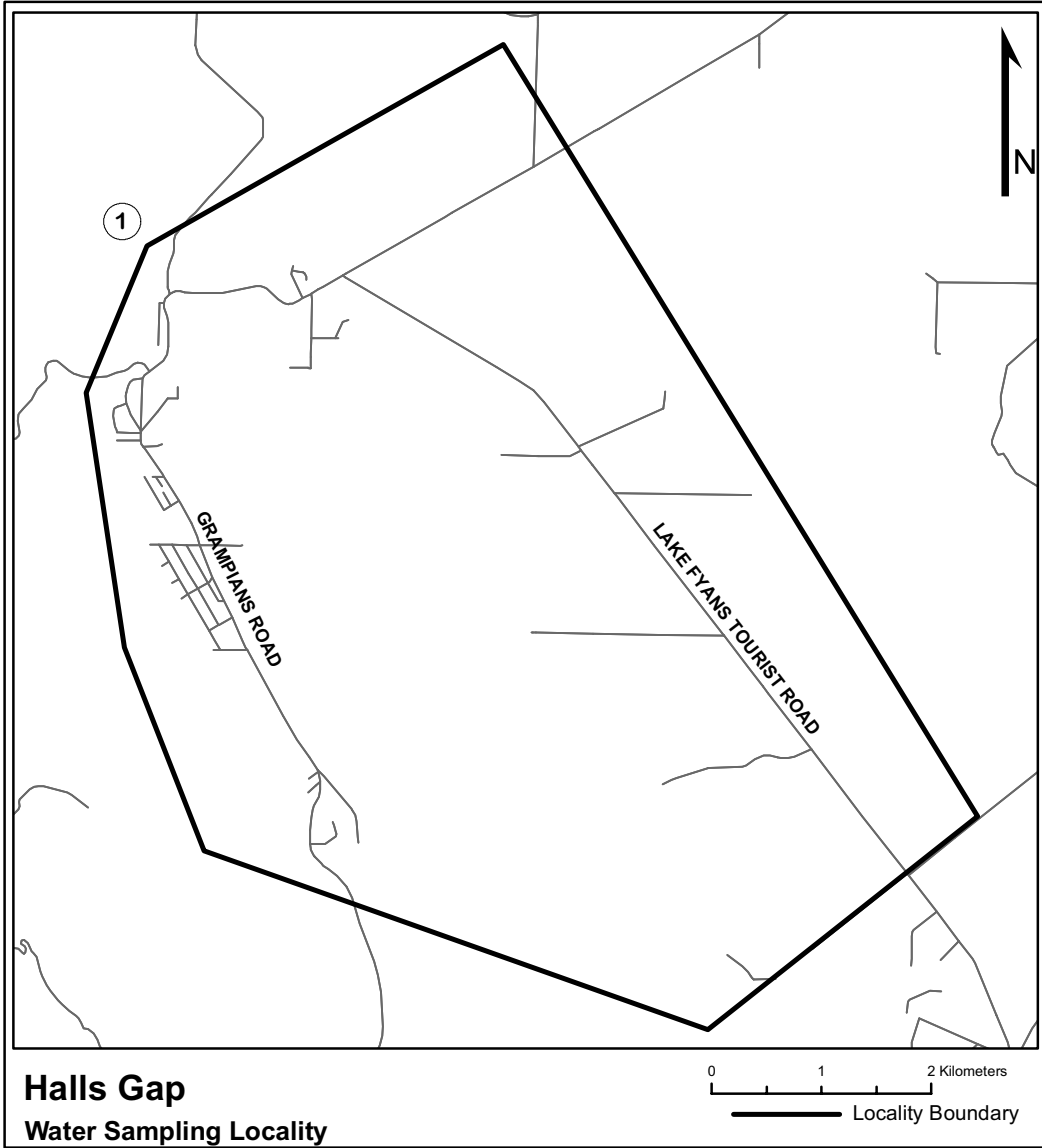 N
1
GRAMPIANS ROAD
LAKE FYANS TOURIST ROAD
Halls Gap
Water Sampling Locality
0 1 2 Kilometers
Locality Boundary